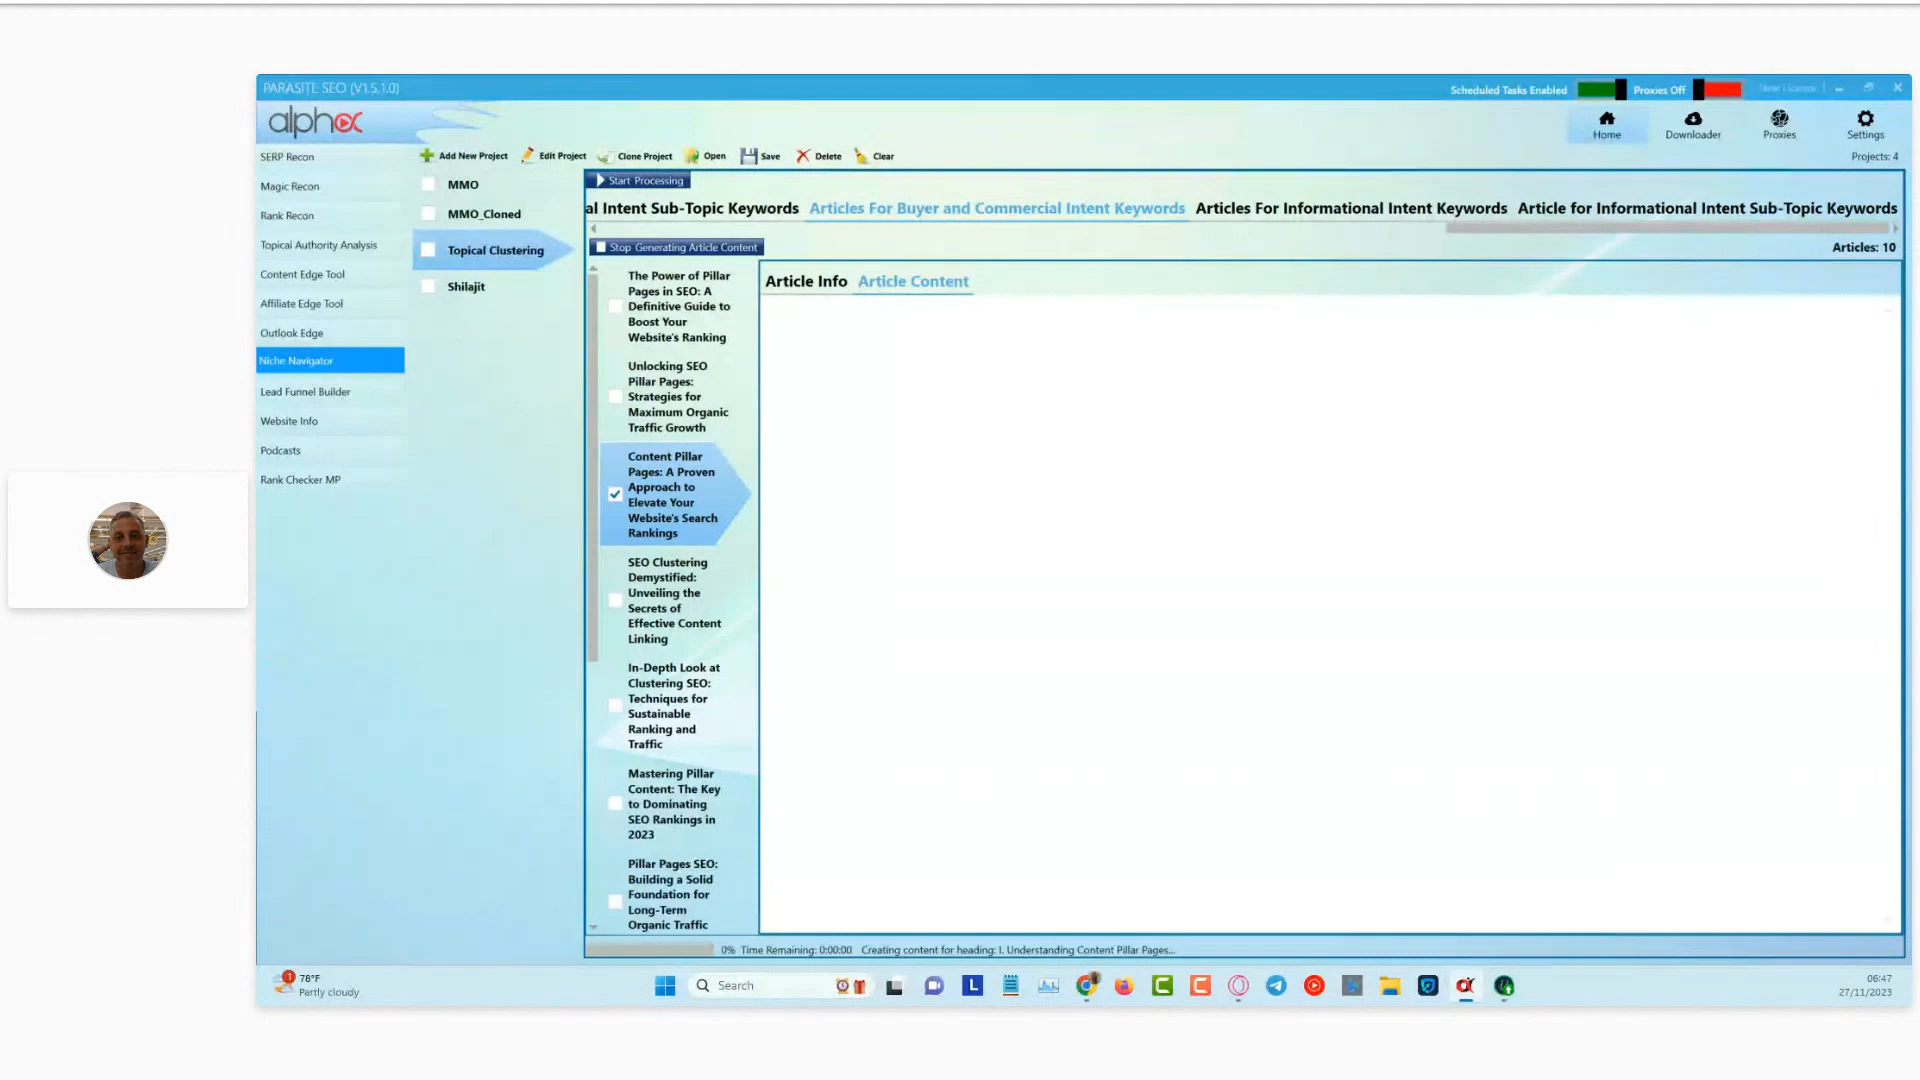 PARASITE SEO (V1.5.1.0)
Scheduled Tasks Enabled
Proxies Off
New License
alpha
Home
Downloader
Proxies
Settings
Projects: 4
SERP Recon
Magic Recon
Rank Recon
Topical Authority Analysis
Content Edge Tool
Affiliate Edge Tool
Outlook Edge
Niche Navigator
Lead Funnel Builder
Website Info
Podcasts
Rank Checker MP
Add New Project
Edit Project
Clone Project
Open
Save
Delete
Clear
MMO
MMO_Cloned
Topical Clustering
Shilajit
Start Processing
al Intent Sub-Topic Keywords
Articles For Buyer and Commercial Intent Keywords
Articles For Informational Intent Keywords
Article for Informational Intent Sub-Topic Keywords
Stop Generating Article Content
Articles: 10
The Power of Pillar
Pages in SEO: A
Definitive Guide to
Boost Your
Website's Ranking
Unlocking SEO
Pillar Pages:
Strategies for
Maximum Organic
Traffic Growth
Content Pillar
Pages: A Proven
Approach to
Elevate Your
Website's Search
Rankings
SEO Clustering
Demystified:
Unveiling the
Secrets of
Effective Content
Linking
In-Depth Look at
Clustering SEO:
Techniques for
Sustainable
Ranking and
Traffic
Mastering Pillar
Content: The Key
to Dominating
SEO Rankings in
2023
Pillar Pages SEO:
Building a Solid
Foundation for
Long-Term
Organic Traffic
Article Info
Article Content
0% Time Remaining: 0:00:00 Creating content for heading: I. Understanding Content Pillar Pages...
1
78°F
Partly cloudy
Search
06:47
27/11/2023